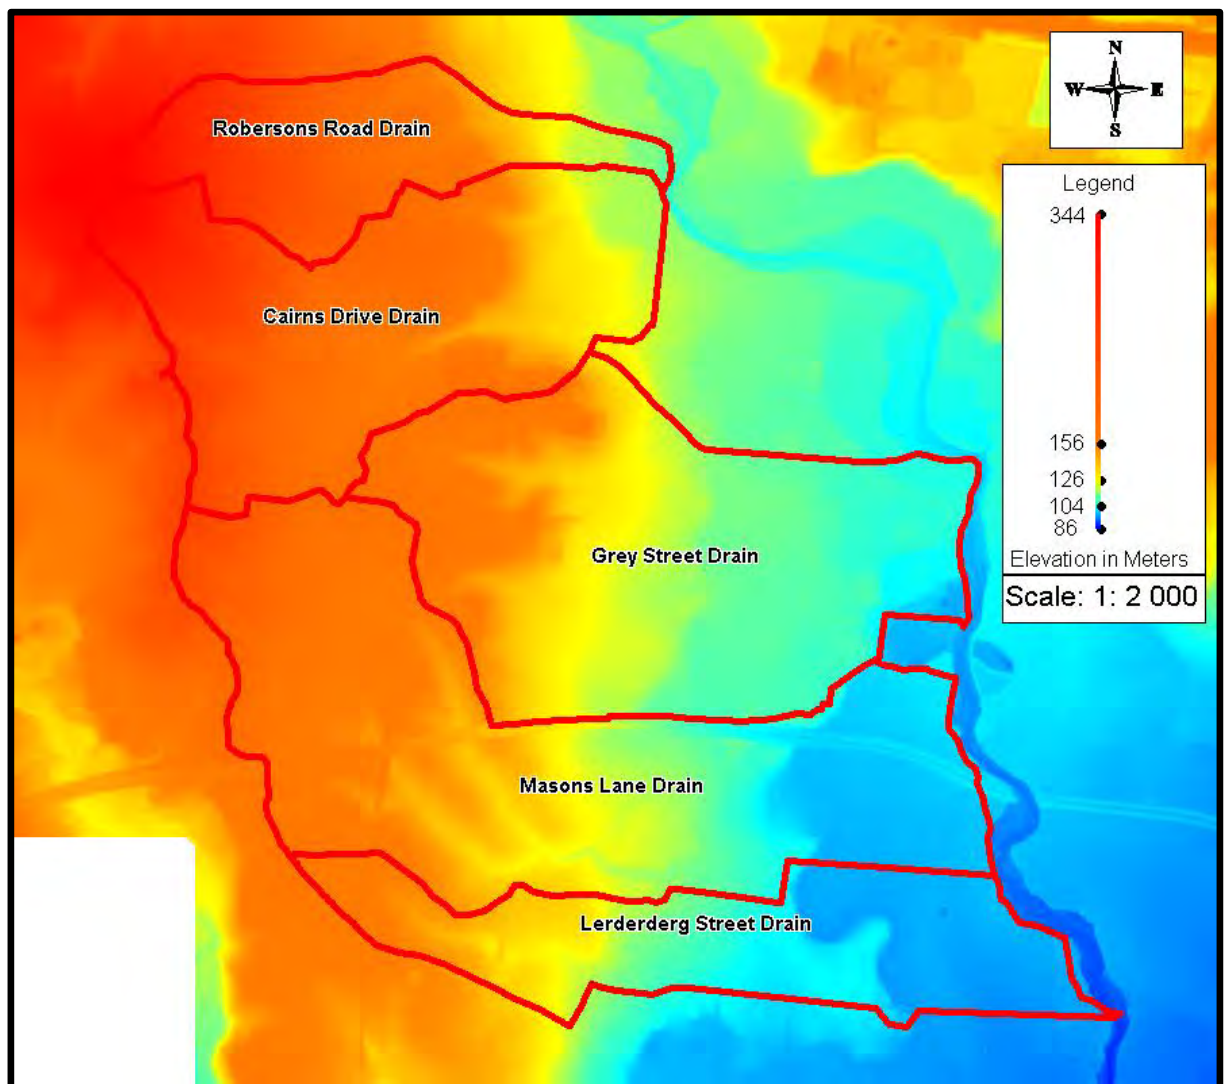 N
W E
S
Robersons Road Drain
Legend
344
Cairns Drive Drain
156
126
104
86
Elevation in Meters
Scale: 1: 2 000
Grey Street Drain
Masons Lane Drain
Lerderderg Street Drain